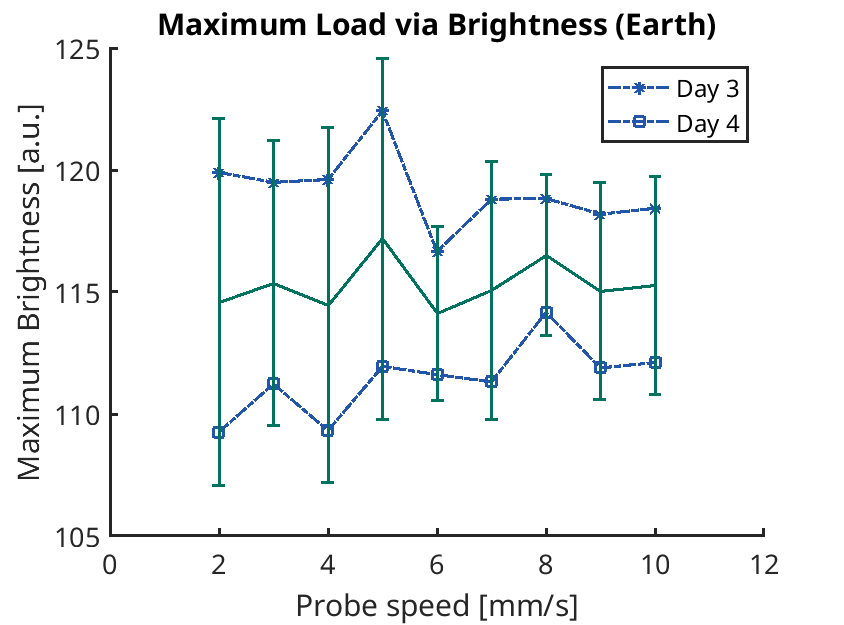 Maximum Load via Brightness (Earth)
125
120
115
110
105
Maximum Brightness [a.u.]
Day 3
Day 4
0 2 4 6 8 10 12
Probe speed [mm/s]